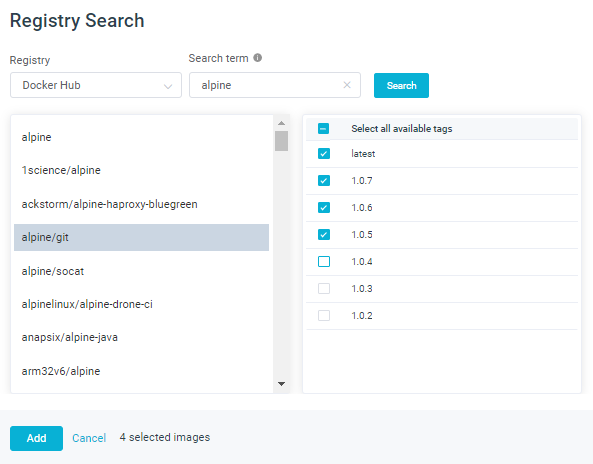 Registry Search
Registry
Search term
Docker Hub
alpine
Search
alpine
1science/alpine
ackstorm/alpine-haproxy-bluegreen
alpine/git
alpine/socat
alpinelinux/alpine-drone-ci
anapsix/alpine-java
arm32v6/alpine
Select all available tags
latest
1.0.7
1.0.6
1.0.5
1.0.4
1.0.3
1.0.2
Add Cancel 4 selected images